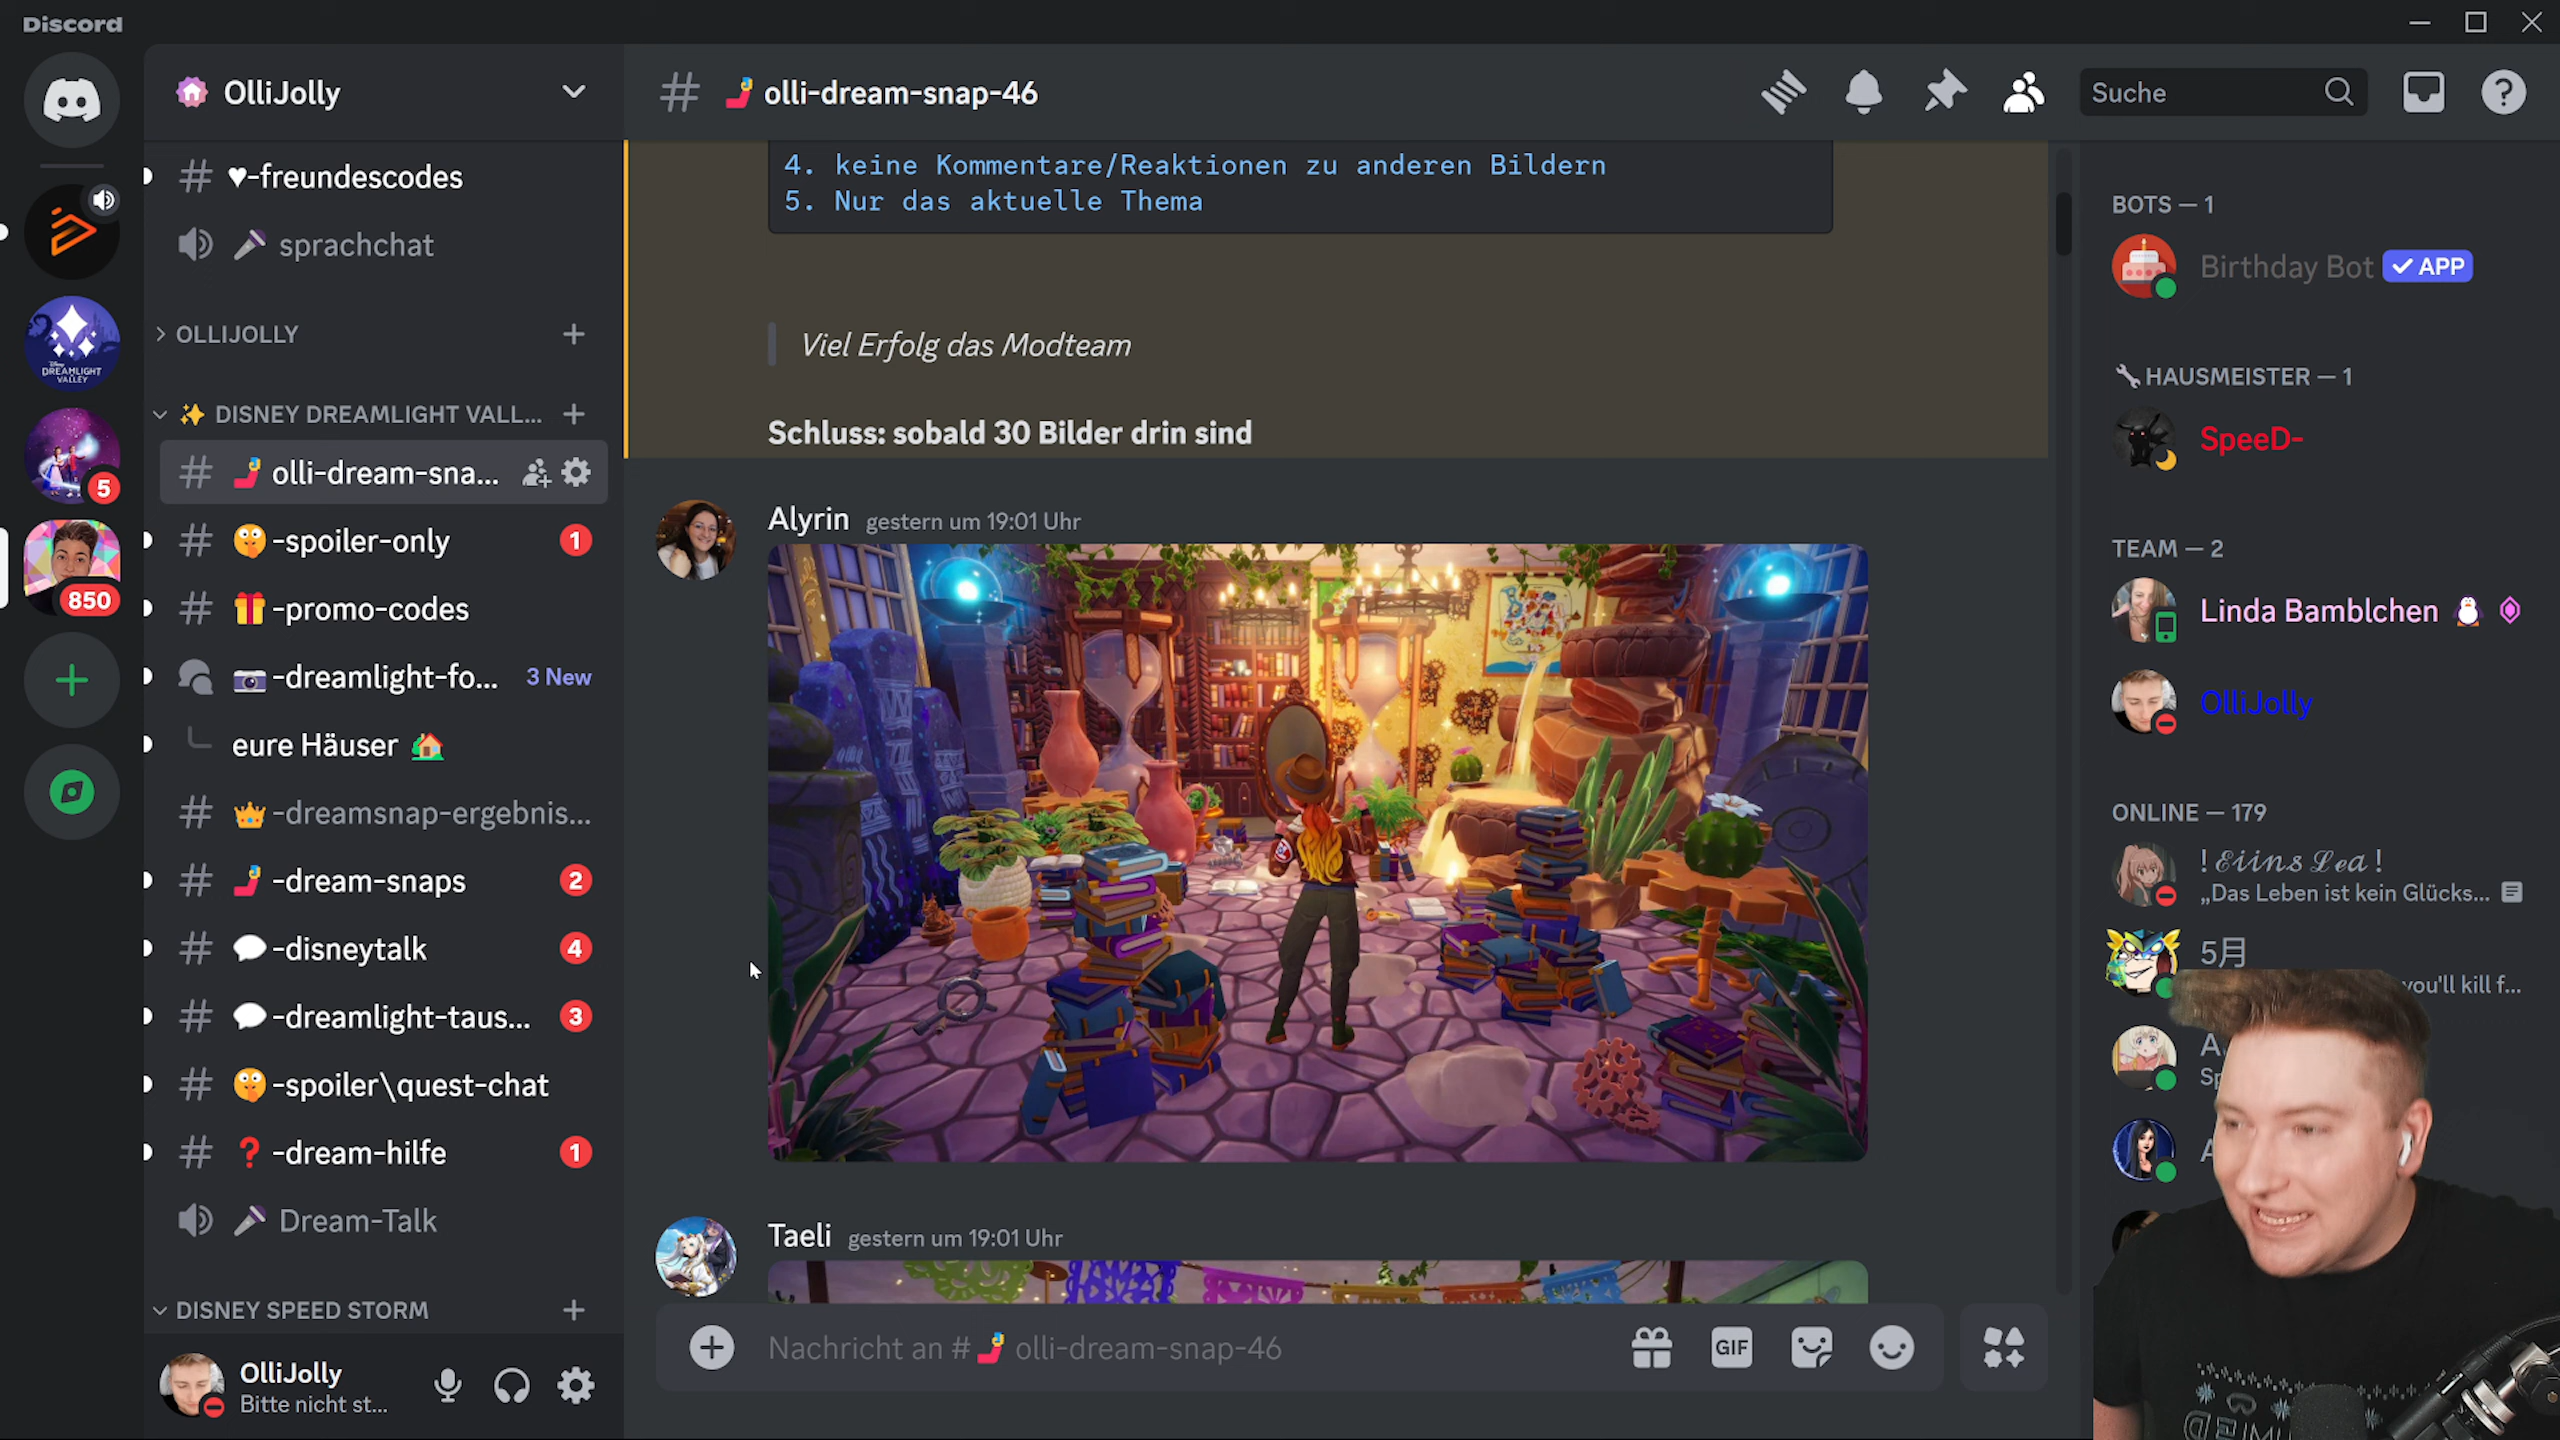 Discord
OlliJolly
olli-dream-snap-46
Suche
♥-freundescodes
sprachchat
OLLIJOLLY
DISNEY DREAMLIGHT VALL...
olli-dream-sna...
-spoiler-only
1
-promo-codes
-dreamlight-fo...
3 New
eure Häuser
-dreamsnap-ergebnis...
-dream-snaps
2
-disneytalk
4
-dreamlight-taus...
3
-spoiler\quest-chat
-dream-hilfe
1
Dream-Talk
DISNEY SPEED STORM
OlliJolly
Bitte nicht st...
DREAMLIGHT
VALLEY
5
850
4. keine Kommentare/Reaktionen zu anderen Bildern
5. Nur das aktuelle Thema
Viel Erfolg das Modteam
Schluss: sobald 30 Bilder drin sind
Alyrin gestern um 19:01 Uhr
Taeli gestern um 19:01 Uhr
Nachricht an # olli-dream-snap-46
GIF
BOTS — 1
Birthday Bot
APP
HAUSMEISTER — 1
SpeeD-
TEAM — 2
Linda Bamblchen
OlliJolly
ONLINE — 179
! 𝓔𝓲𝓲𝓷𝓼 𝓛𝓮𝓪 !
„Das Leben ist kein Glücks...
5月
you'll kill f...